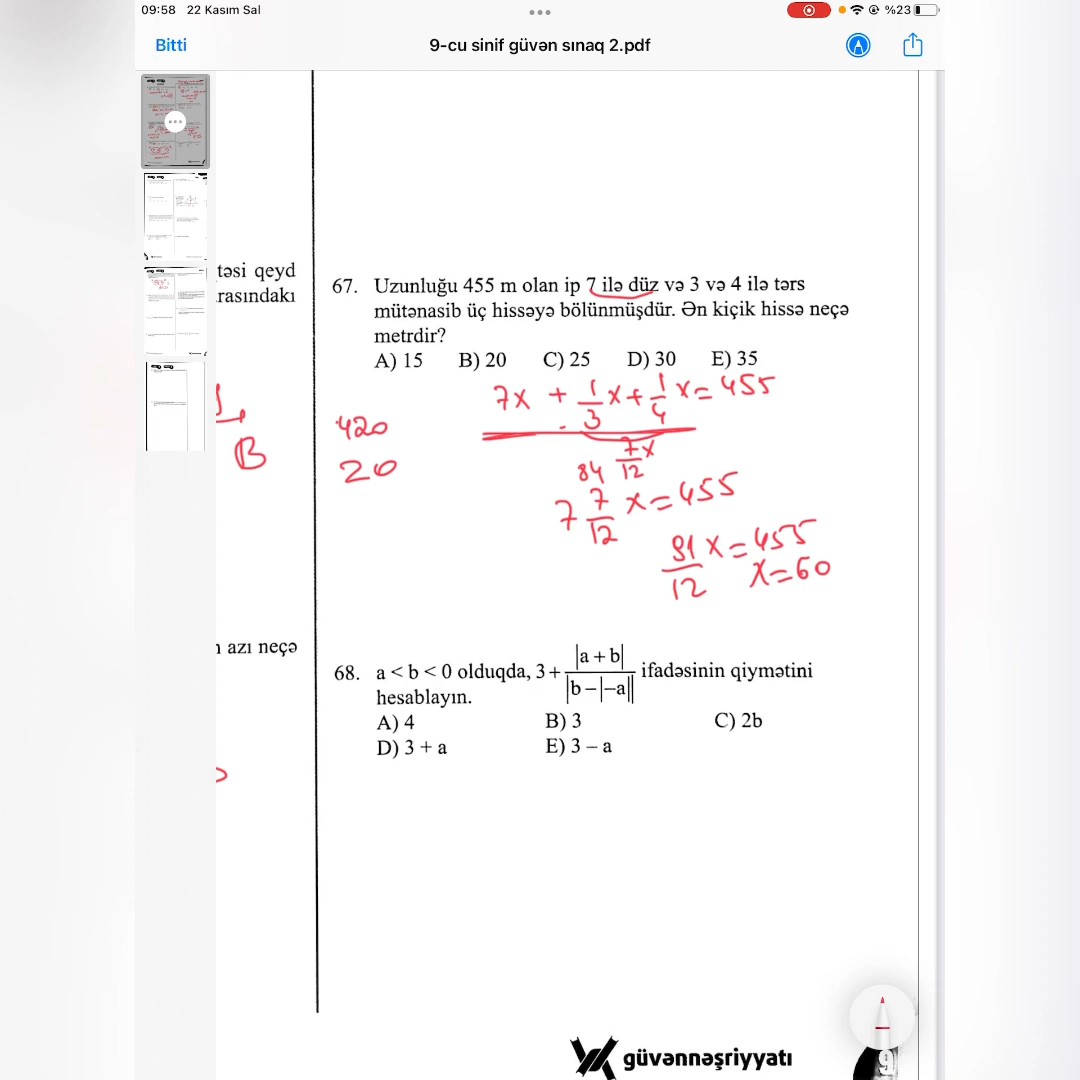 09:58 22 Kasım Sal
%23
Bitti
9-cu sinif güvən sınaq 2.pdf
təsi qeyd
rasındakı
B
n azı neçə
67. Uzunluğu 455 m olan ip 7 ilə düz və 3 və 4 ilə tərs
mütənasib üç hissəyə bölünmüşdür. Ən kiçik hissə neçə
metrdir?
A) 15 B) 20 C) 25 D) 30 E) 35
7x + 1/3 x + 1/4 x = 455
420
20
7x/12
84
7 7/12 x = 455
91/12 x = 455
x = 60
68. a < b < 0 olduqda, 3 + |a + b| / |b – |–a|| ifadəsinin qiymətini
hesablayın.
A) 4 B) 3 C) 2b
D) 3 + a E) 3 – a
güvənnəşriyyatı
9